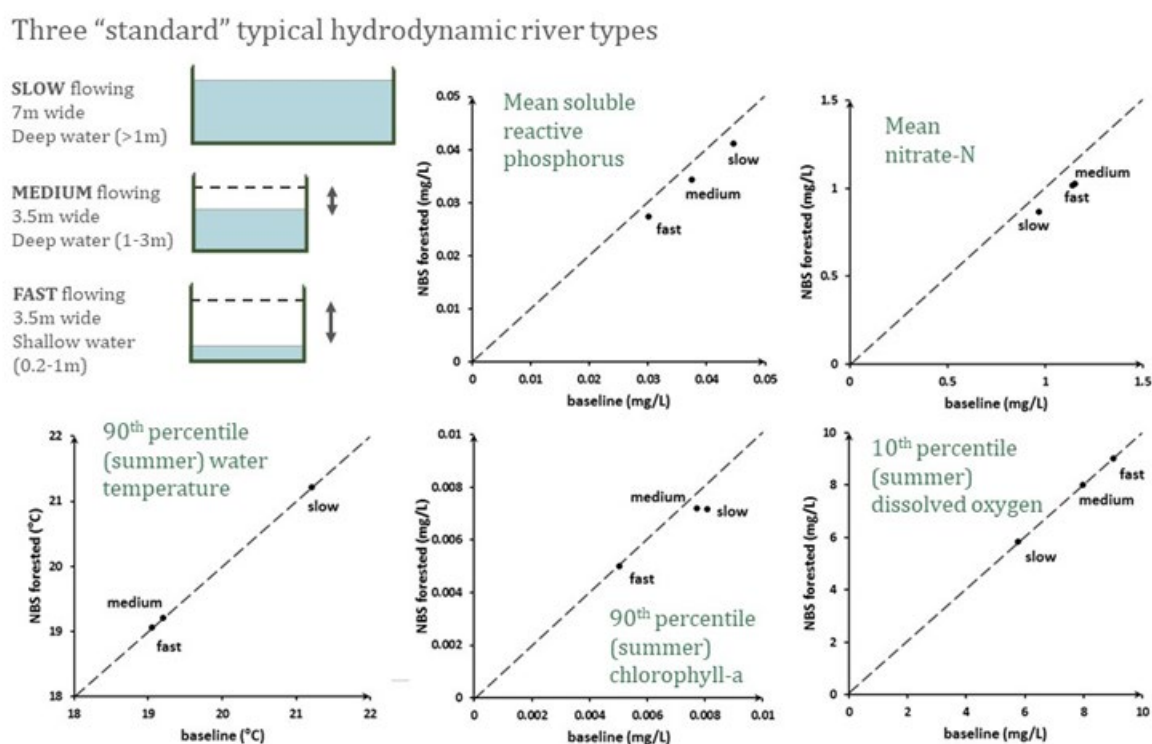 Three “standard” typical hydrodynamic river types
SLOW flowing
7m wide
Deep water (>1m)
MEDIUM flowing
3.5m wide
Deep water (1-3m)
FAST flowing
3.5m wide
Shallow water
(0.2-1m)
Mean soluble
reactive
phosphorus
NBS forested (mg/L)
0.05
0.04
0.03
0.02
0.01
0
slow
medium
fast
0
0.01
0.02
0.03
0.04
0.05
baseline (mg/L)
Mean
nitrate-N
NBS forested (mg/L)
1.5
1
0.5
0
medium
fast
slow
0
0.5
1
1.5
baseline (mg/L)
90th percentile
(summer) water
temperature
NBS forested (°C)
22
21
20
19
18
slow
medium
fast
18
19
20
21
22
baseline (°C)
NBS forested (mg/L)
0.01
0.008
0.006
0.004
0.002
0
medium
slow
fast
90th percentile
(summer)
chlorophyll-a
0
0.002
0.004
0.006
0.008
0.01
baseline (mg/L)
10th percentile
(summer)
dissolved oxygen
NBS forested (mg/L)
10
8
6
4
2
0
fast
medium
slow
0
2
4
6
8
10
baseline (mg/L)